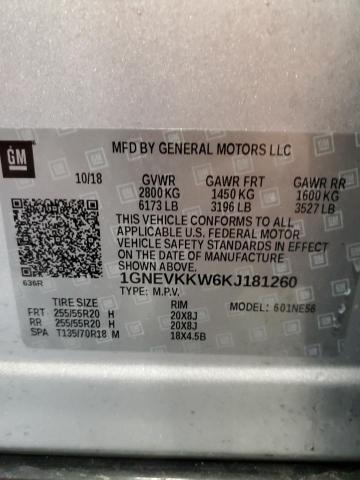 GM
MFD BY GENERAL MOTORS LLC
10/18 GVWR GAWR FRT GAWR RR
2800 KG 1450 KG 1600 KG
6173 LB 3196 LB 3527 LB
THIS VEHICLE CONFORMS TO ALL
APPLICABLE U.S. FEDERAL MOTOR
VEHICLE SAFETY STANDARDS IN EFFECT
ON THE DATE OF MANUFACTURE
SHOWN ABOVE.
636R 1GNEVKKW6KJ181260
TYPE: M.P.V.
TIRE SIZE RIM MODEL: 601NE56
FRT 255/55R20 H 20X8J
RR 255/55R20 H 20X8J
SPA T135/70R18 M 18X4.5B